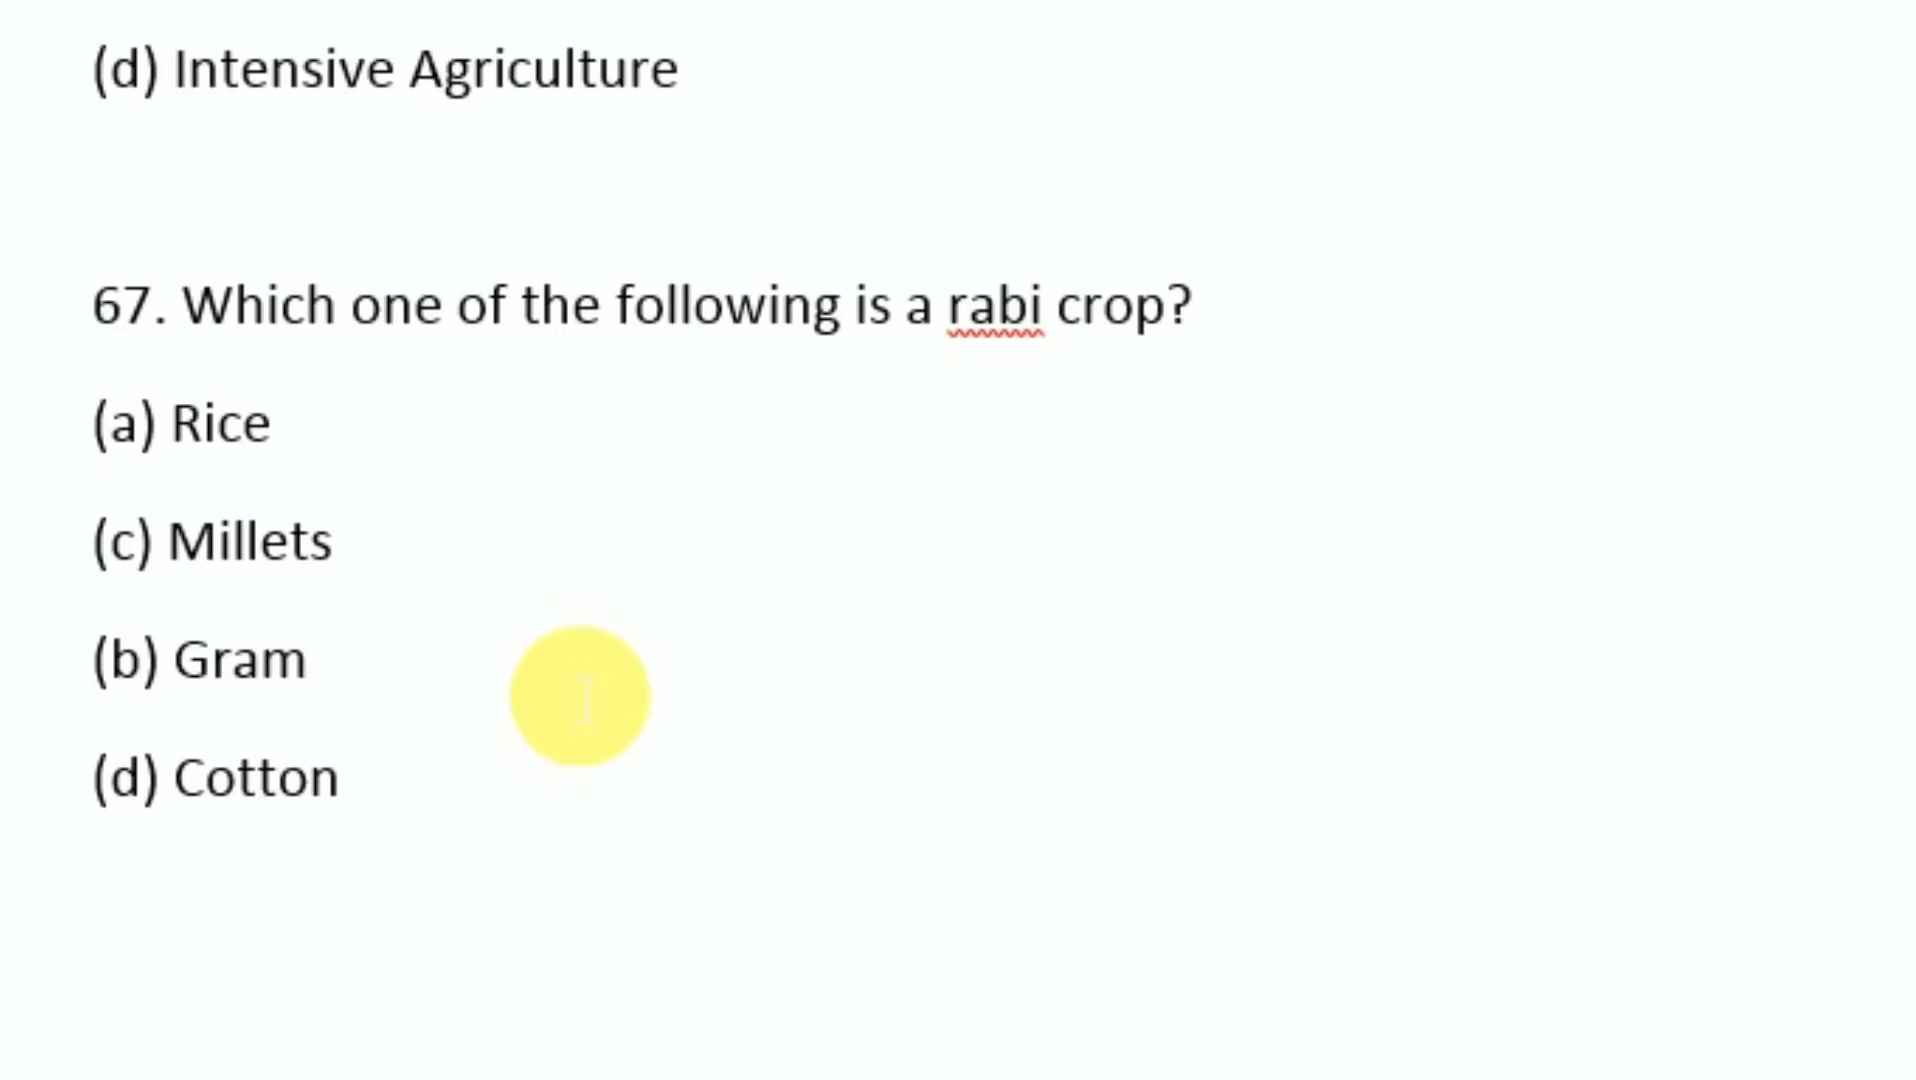 (d) Intensive Agriculture
67. Which one of the following is a rabi crop?
(a) Rice
(c) Millets
(b) Gram
(d) Cotton